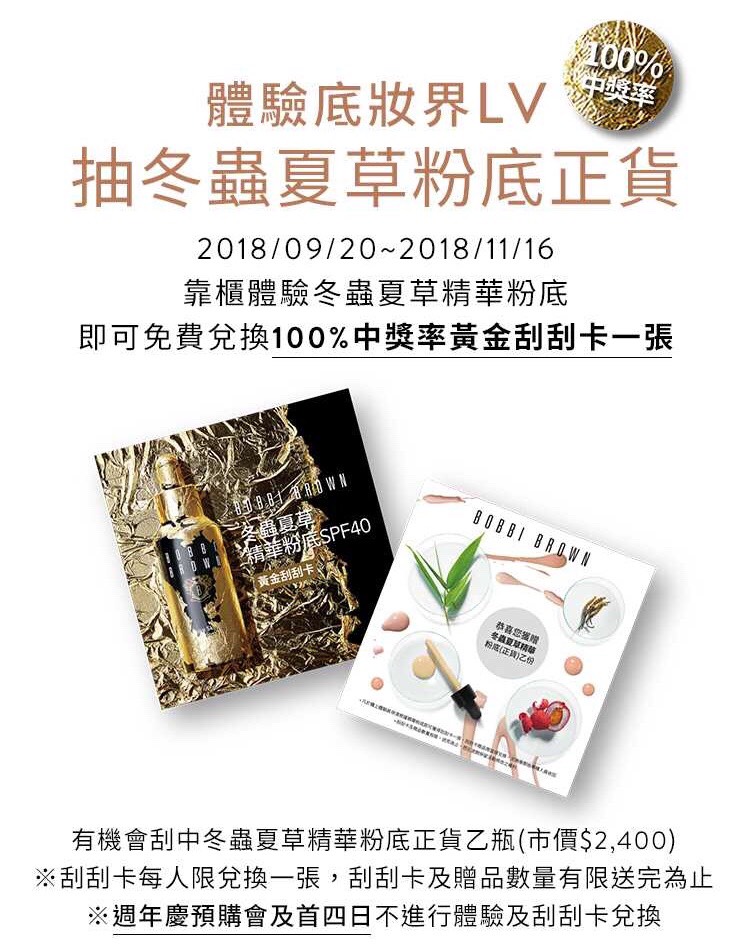 100%
中獎率
體驗底妝界LV
抽冬蟲夏草粉底正貨
2018/09/20~2018/11/16
靠櫃體驗冬蟲夏草精華粉底
即可免費兌換100%中獎率黃金刮刮卡一張
BOBBI BROWN
冬蟲夏草
精華粉底SPF40
黃金刮刮卡
BOBBI
BROWN
BOBBI BROWN
恭喜您獲贈
冬蟲夏草精華
粉底(正貨)乙份
有機會刮中冬蟲夏草精華粉底正貨乙瓶(市價$2,400)
※刮刮卡每人限兌換一張，刮刮卡及贈品數量有限送完為止
※週年慶預購會及首四日不進行體驗及刮刮卡兌換